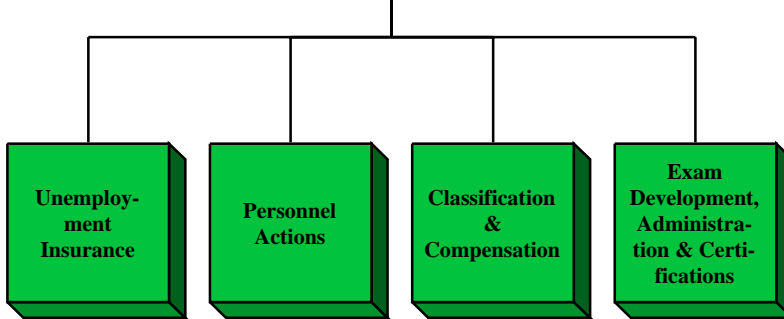 Unemploy-
ment
Insurance
Personnel
Actions
Classification
&
Compensation
Exam
Development,
Administra-
tion & Certi-
fications